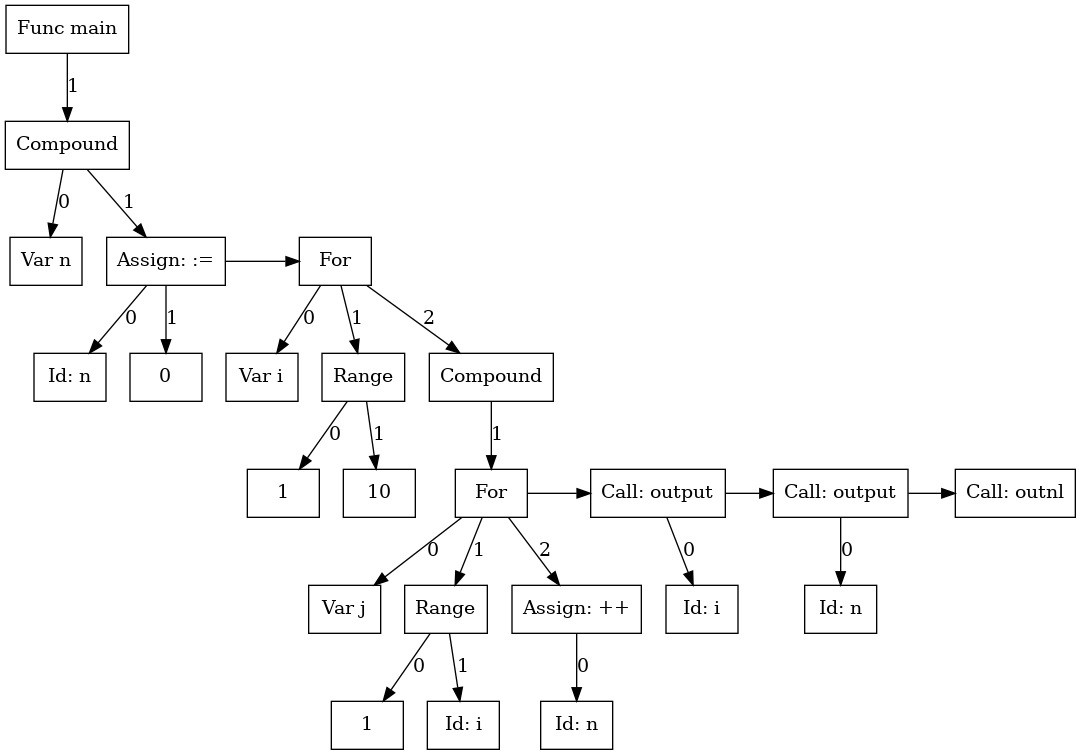 Func main
1
Compound
0
1
Var n
Assign: :=
For
0
1
0
1
2
Id: n
0
Var i
Range
Compound
0
1
1
1
10
For
Call: output
Call: output
Call: outnl
0
1
2
0
0
Var j
Range
Assign: ++
Id: i
Id: n
0
1
0
1
Id: i
Id: n